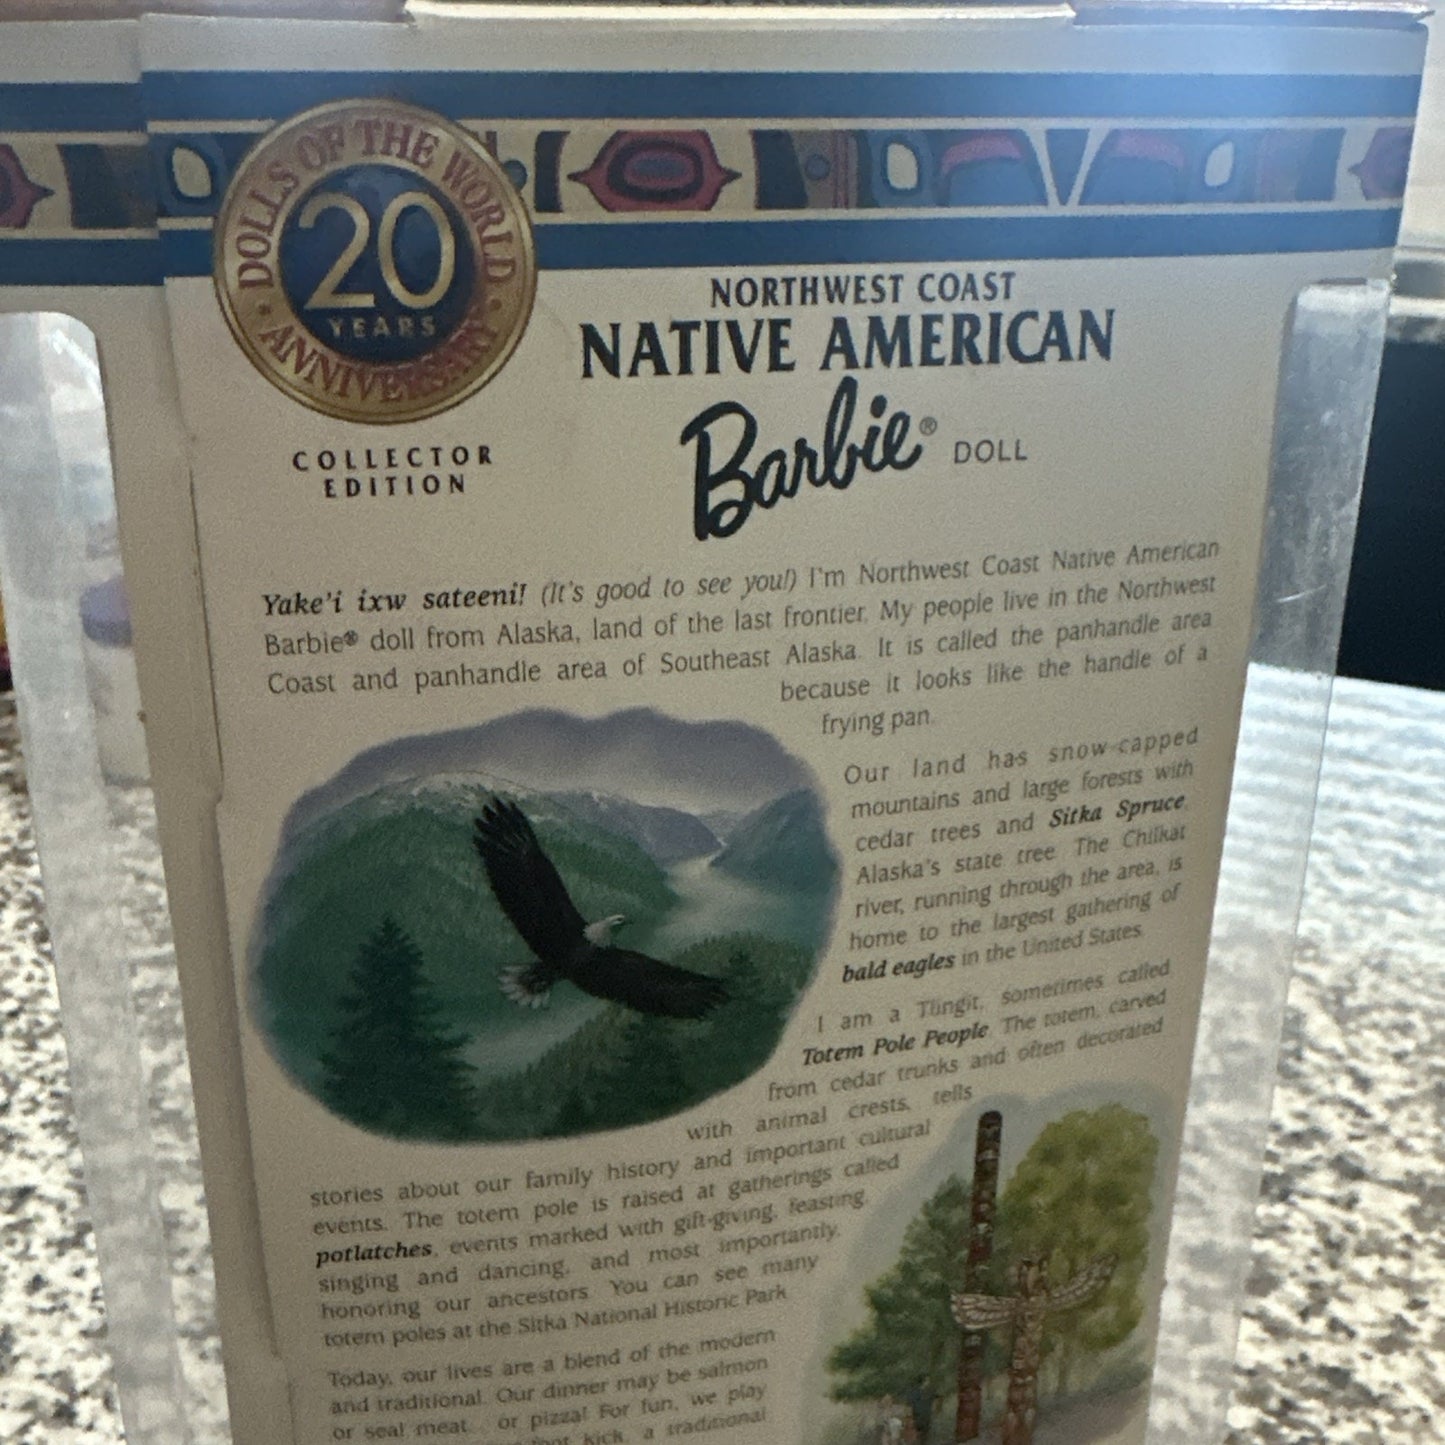 DOLLS OF THE WORLD
20
YEARS
ANNIVERSARY
COLLECTOR
EDITION
NORTHWEST COAST
NATIVE AMERICAN
Barbie® DOLL
Yake'i ixw sateeni! (It's good to see you!) I'm Northwest Coast Native American
Barbie® doll from Alaska, land of the last frontier. My people live in the Northwest
Coast and panhandle area of Southeast Alaska. It is called the panhandle area
because it looks like the handle of a
frying pan.
Our land has snow-capped
mountains and large forests with
cedar trees and Sitka Spruce,
Alaska's state tree. The Chilkat
river, running through the area, is
home to the largest gathering of
bald eagles in the United States.
I am a Tlingit, sometimes called
Totem Pole People. The totem, carved
from cedar trunks and often decorated
with animal crests, tells
stories about our family history and important cultural
events. The totem pole is raised at gatherings called
potlatches, events marked with gift-giving, feasting,
singing and dancing, and most importantly,
honoring our ancestors. You can see many
totem poles at the Sitka National Historic Park.
Today, our lives are a blend of the modern
and traditional. Our dinner may be salmon
or seal meat... or pizza! For fun, we play
foot kick, a traditional